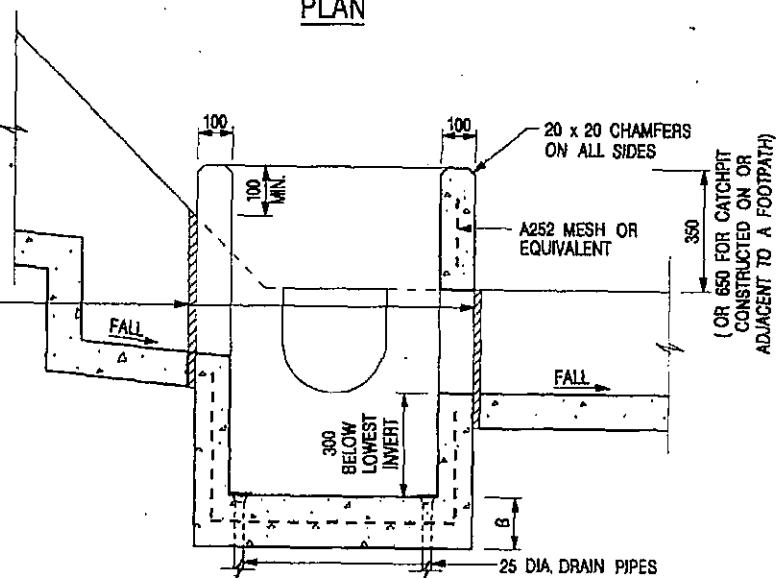 PLAN
100
100
20 x 20 CHAMFERS
ON ALL SIDES
100
MIN.
A252 MESH OR
EQUIVALENT
350
(OR 650 FOR CATCHPIT
CONSTRUCTED ON OR
ADJACENT TO A FOOTPATH)
FALL
FALL
300
BELOW
LOWEST
INVERT
B
25 DIA. DRAIN PIPES